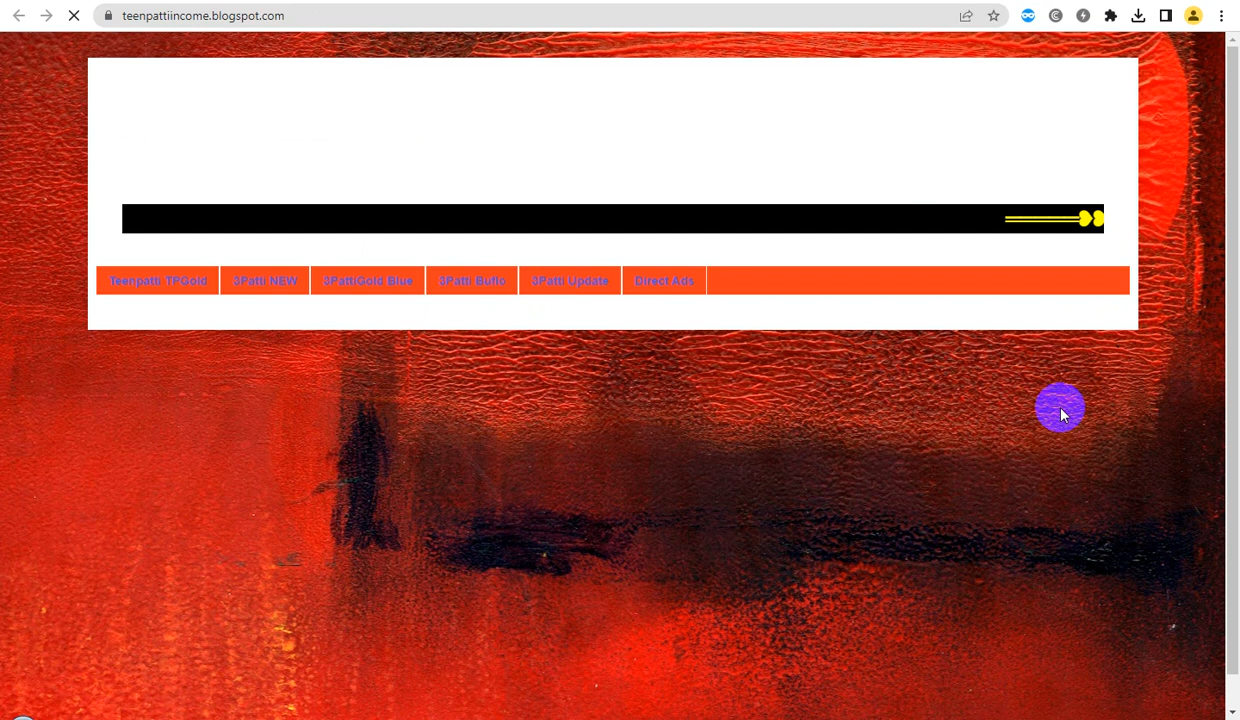 teenpattiincome.blogspot.com
Teenpatti TPGold 3Patti NEW 3PattiGold Blue 3Patti Buffo 3Patti Update Direct Ads